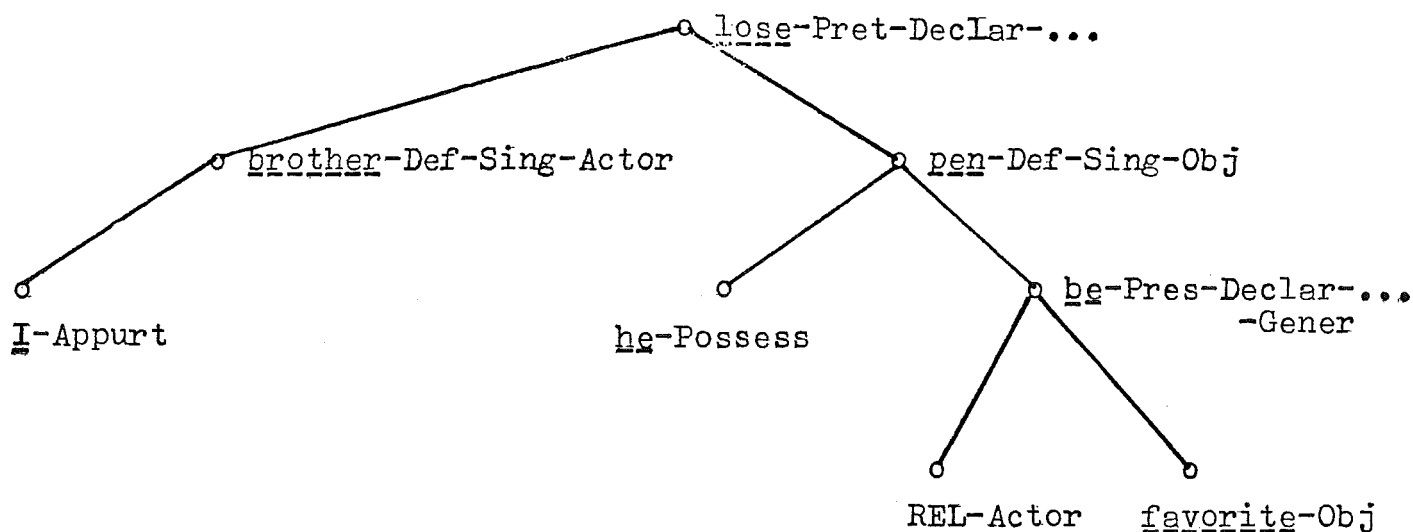 lose-Pret-Declar-...
brother-Def-Sing-Actor
pen-Def-Sing-Obj
be-Pres-Declar-...
-Gener
I-Appurt
he-Possess
REL-Actor
favorite-Obj